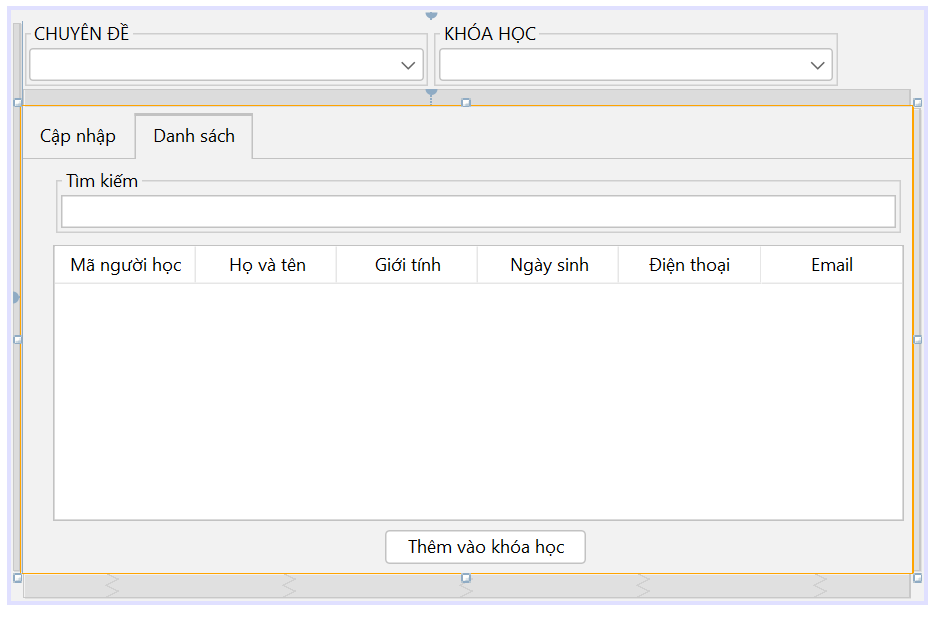 CHUYÊN ĐỀ KHÓA HỌC
Cập nhập Danh sách
Tìm kiếm
Mã người học Họ và tên Giới tính Ngày sinh Điện thoại Email
Thêm vào khóa học